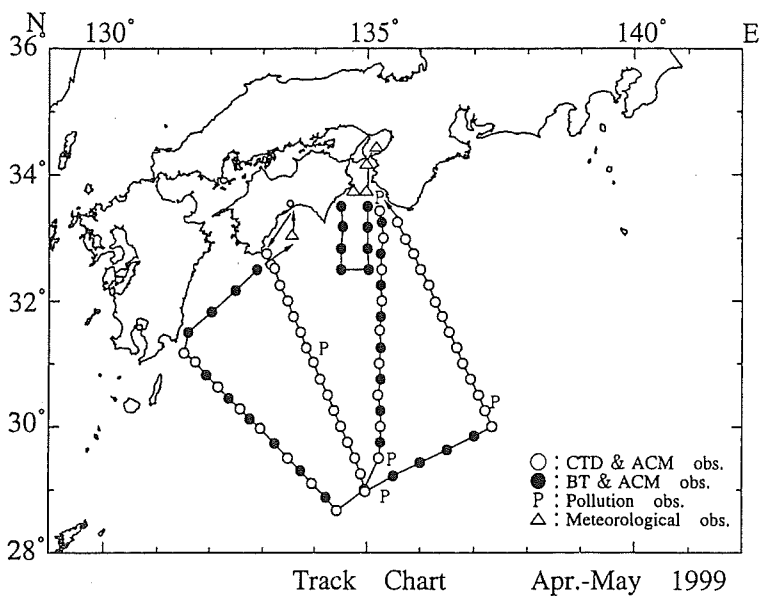 N 130° 135° 140° E
36°
34°
P
32°
P
P
30°
P
○ : CTD & ACM obs.
● : BT & ACM obs.
P : Pollution obs.
△ : Meteorological obs.
P
28°
Track Chart Apr.-May 1999